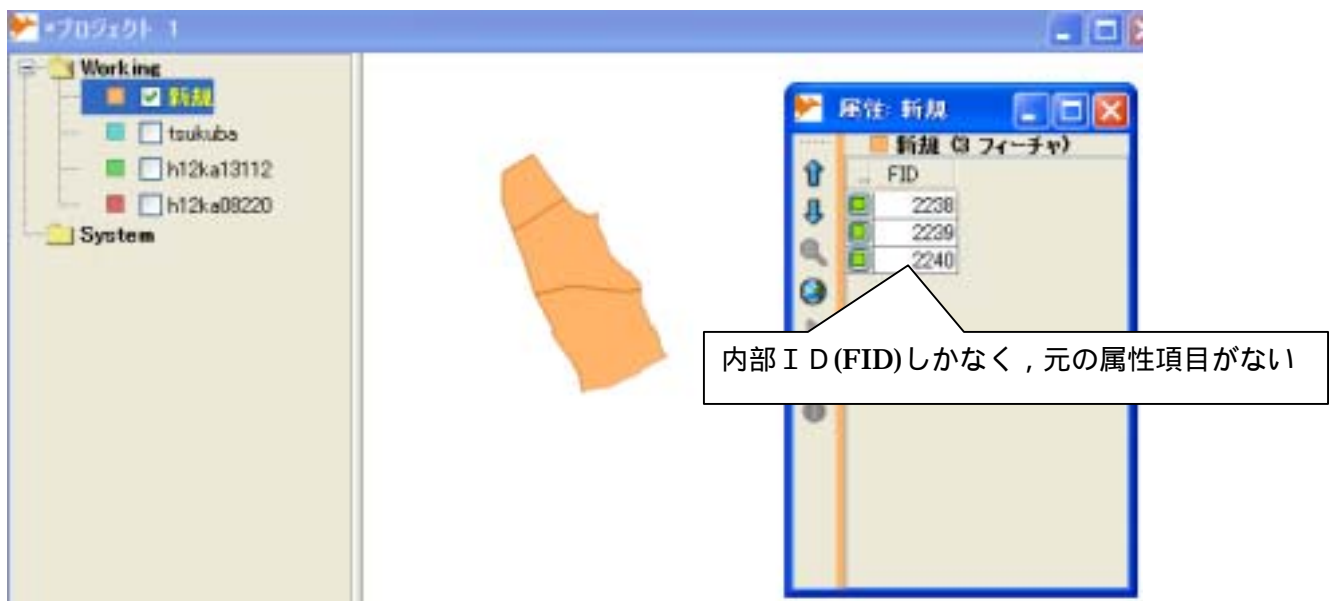 *プロジェクト 1
Working
新規
tsukuba
h12ka13112
h12ka08220
System
属性: 新規
新規 (3 フィーチャ)
... FID
2238
2239
2240
内部ＩＤ(FID)しかなく，元の属性項目がない